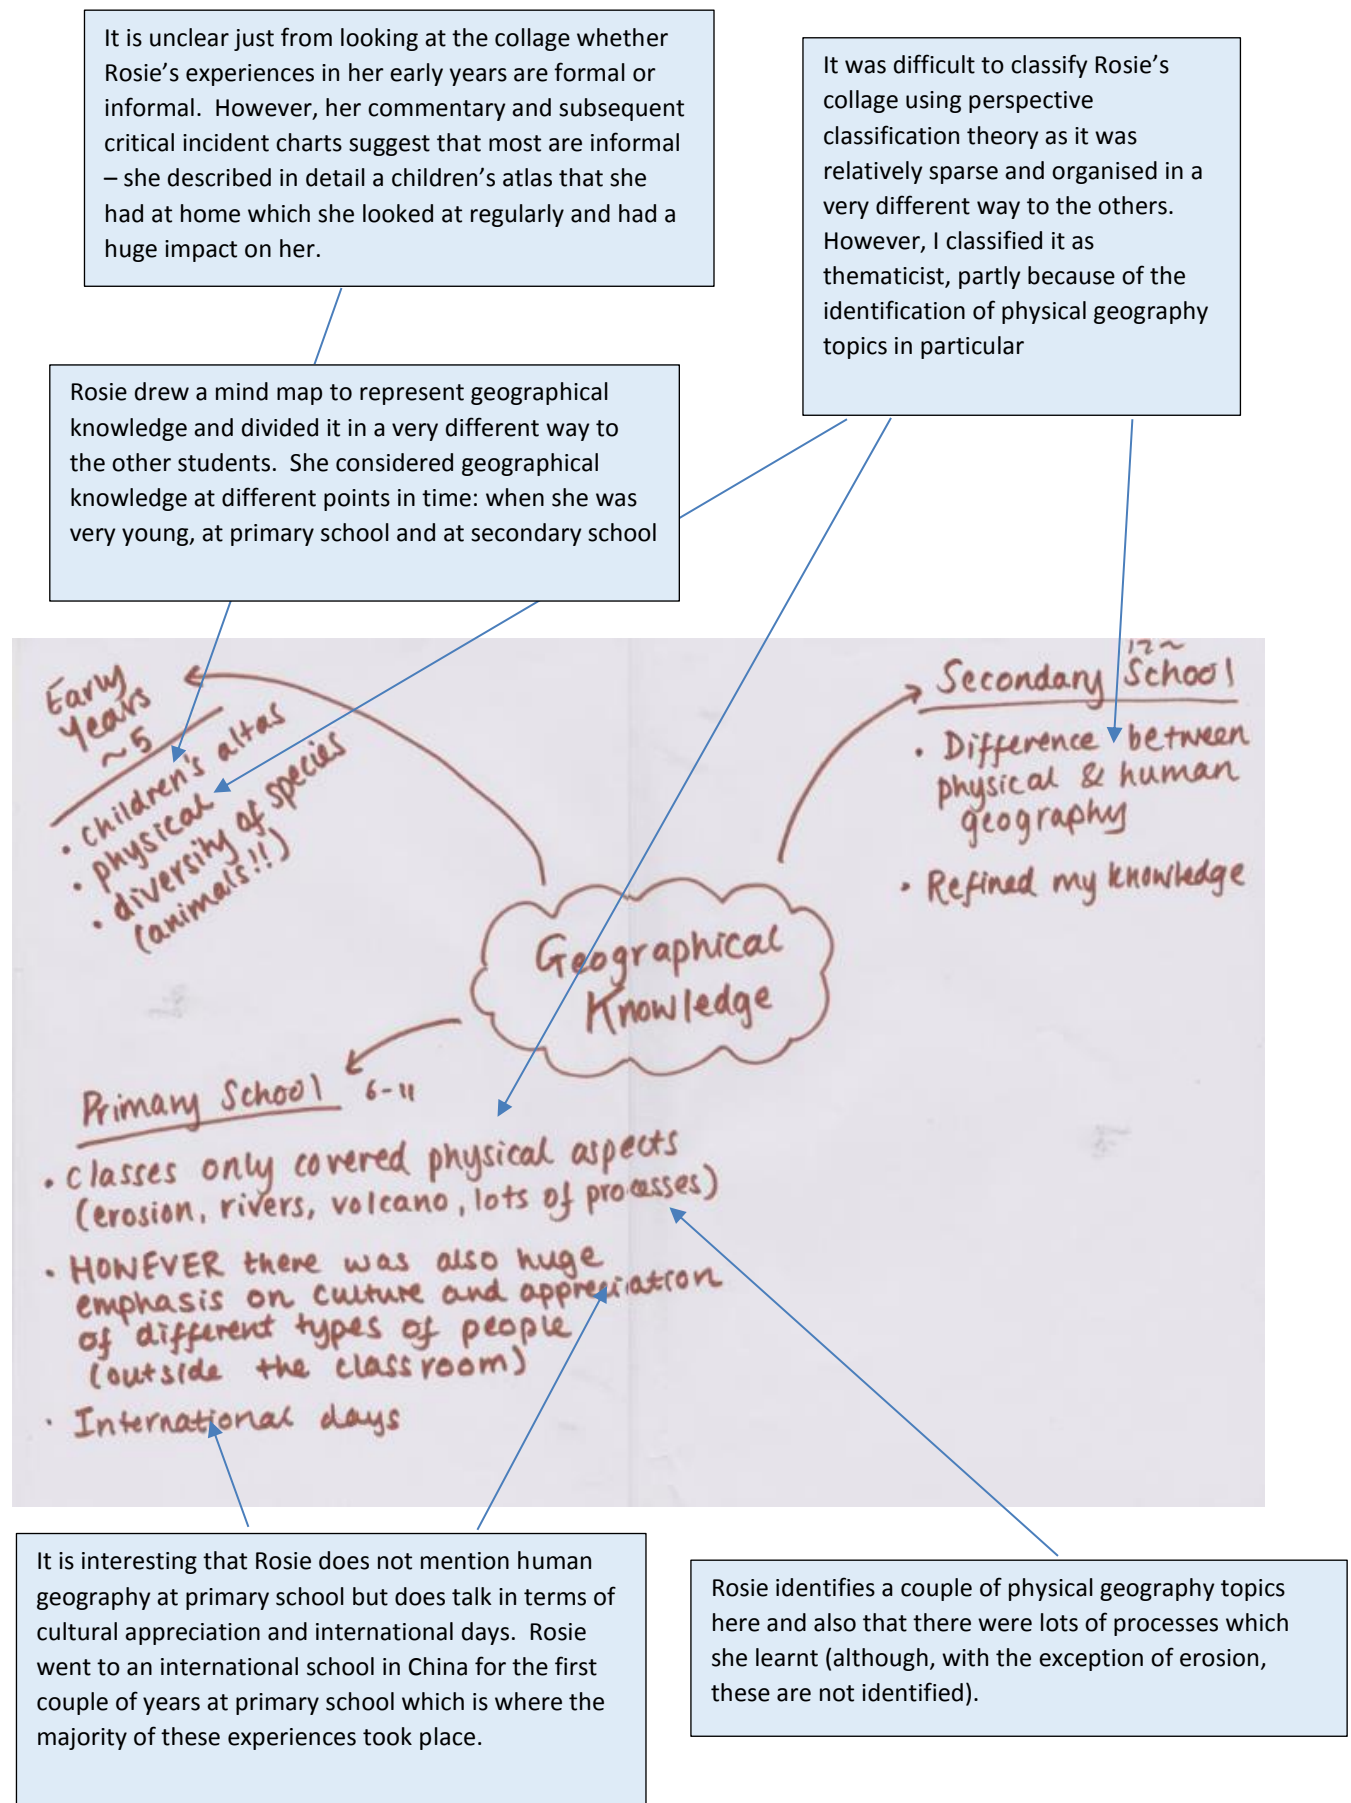 It is unclear just from looking at the collage whether
Rosie’s experiences in her early years are formal or
informal.  However, her commentary and subsequent
critical incident charts suggest that most are informal
– she described in detail a children’s atlas that she
had at home which she looked at regularly and had a
huge impact on her.
It was difficult to classify Rosie’s
collage using perspective
classification theory as it was
relatively sparse and organised in a
very different way to the others.
However, I classified it as
thematicist, partly because of the
identification of physical geography
topics in particular
Rosie drew a mind map to represent geographical
knowledge and divided it in a very different way to
the other students.  She considered geographical
knowledge at different points in time: when she was
very young, at primary school and at secondary school
Early
Years
~5
• children's altas
• physical
• diversity of species
(animals!!)
12~
Secondary School
• Difference between
physical & human
geography
• Refined my knowledge
Geographical
Knowledge
Primary School 6-11
• classes only covered physical aspects
(erosion, rivers, volcano, lots of processes)
• HOWEVER there was also huge
emphasis on culture and appreciation
of different types of people
(outside the classroom)
• International days
It is interesting that Rosie does not mention human
geography at primary school but does talk in terms of
cultural appreciation and international days.  Rosie
went to an international school in China for the first
couple of years at primary school which is where the
majority of these experiences took place.
Rosie identifies a couple of physical geography topics
here and also that there were lots of processes which
she learnt (although, with the exception of erosion,
these are not identified).